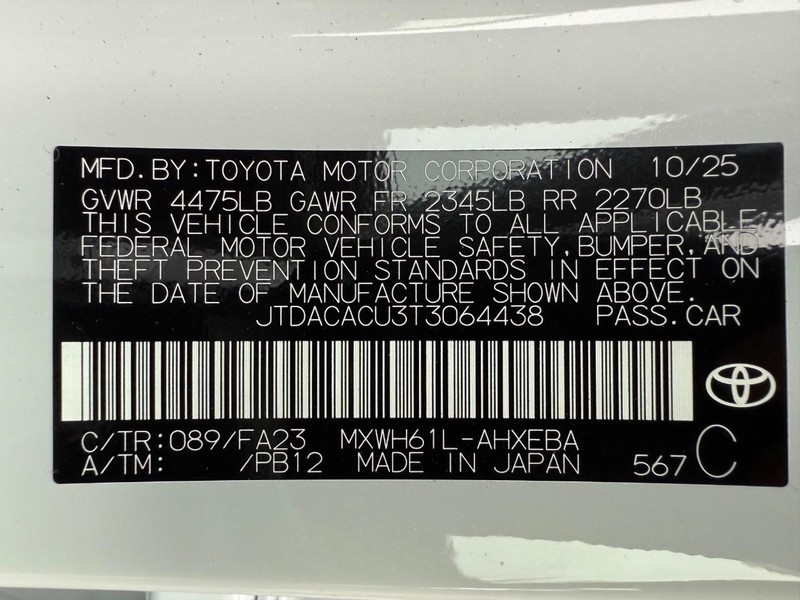 MFD.BY:TOYOTA MOTOR CORPORATION 10/25
GVWR 4475LB GAWR FR 2345LB RR 2270LB
THIS VEHICLE CONFORMS TO ALL APPLICABLE
FEDERAL MOTOR VEHICLE SAFETY,BUMPER,AND
THEFT PREVENTION STANDARDS IN EFFECT ON
THE DATE OF MANUFACTURE SHOWN ABOVE.
JTDACACU3T3064438 PASS.CAR
C/TR:089/FA23 MXWH61L-AHXEBA
A/TM: /PB12 MADE IN JAPAN 567 C